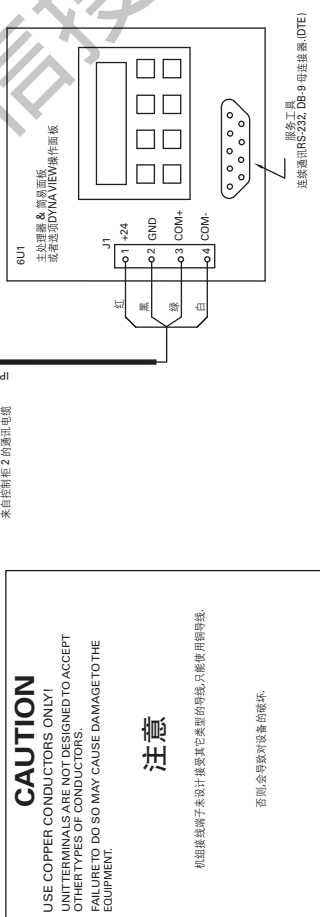 CAUTION
USE COPPER CONDUCTORS ONLY!
UNIT TERMINALS ARE NOT DESIGNED TO ACCEPT
OTHER TYPES OF CONDUCTORS.
FAILURE TO DO SO MAY CAUSE DAMAGE TO THE
EQUIPMENT.
注意
机组接线端子未设计接受其它类型的导线,只能使用铜导线.
否则,会导致对设备的破坏.
来自控制柜 2 的通讯电缆
6U1
主处理器 & 简易面板
或者选项DYNA VIEW操作面板
J1
红 1 +24
黑 2 GND
绿 3 COM+
白 4 COM-
服务工具
连续通讯RS-232, DB-9 母连接器.(DTE)